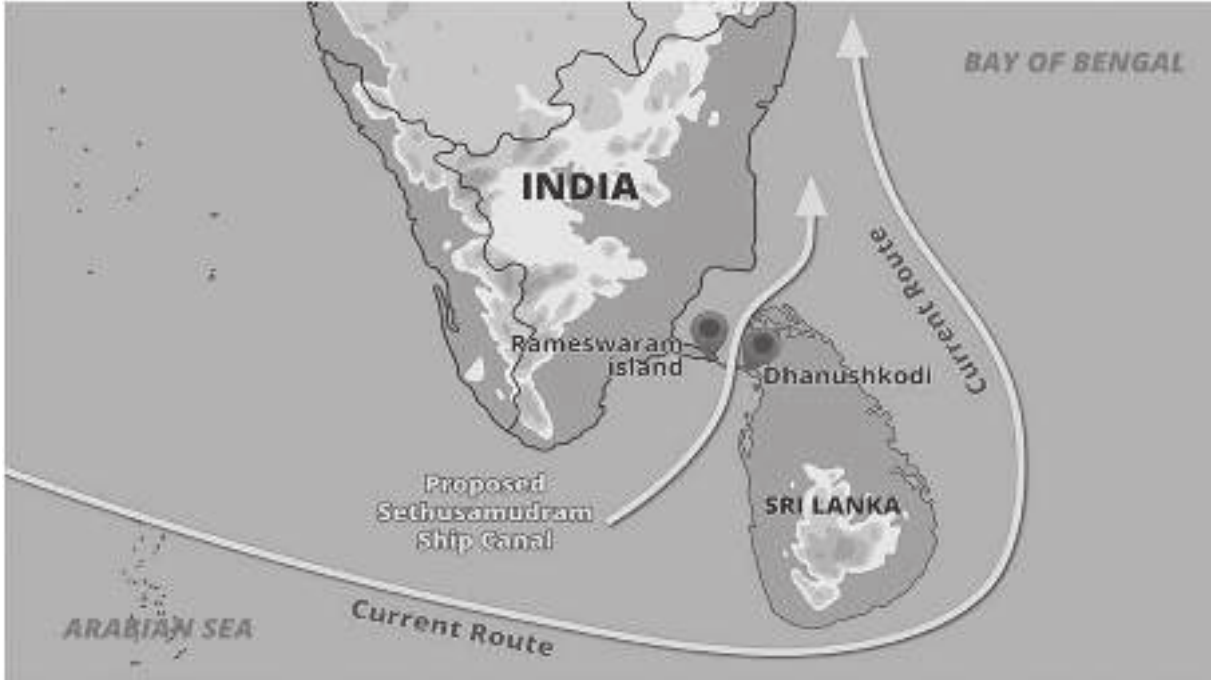 BAY OF BENGAL
INDIA
Current Route
Rameswaram
island
Dhanushkodi
Proposed
Sethusamudram
Ship Canal
SRI LANKA
ARABIAN SEA
Current Route